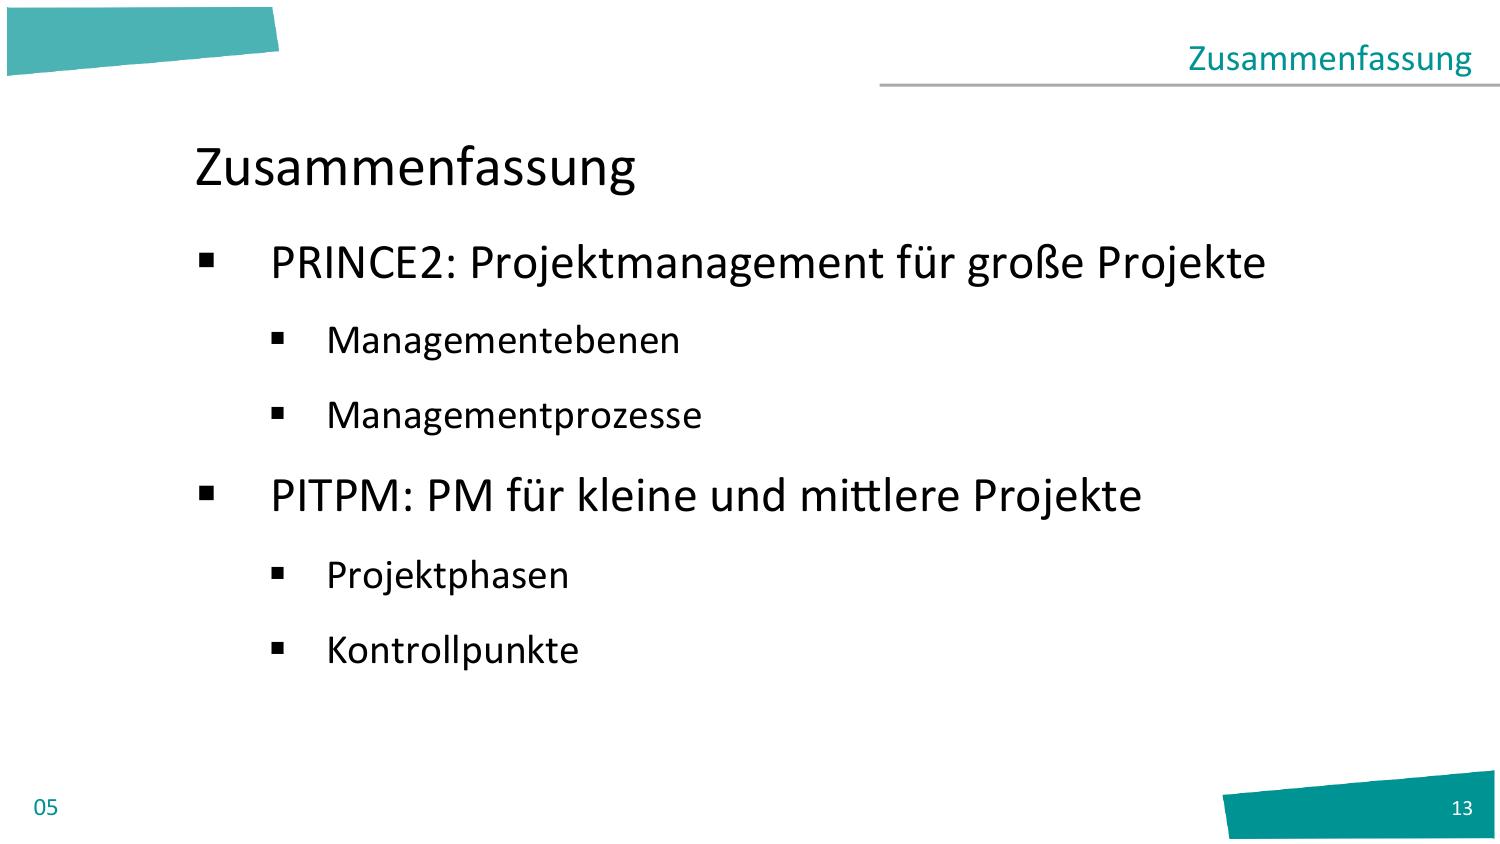 Zusammenfassung
Zusammenfassung
▪ PRINCE2: Projektmanagement für große Projekte
▪ Managementebenen
▪ Managementprozesse
▪ PITPM: PM für kleine und mittlere Projekte
▪ Projektphasen
▪ Kontrollpunkte
05
13